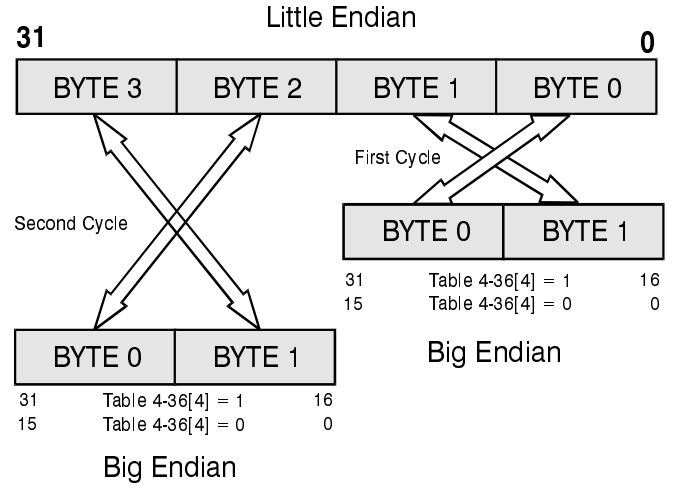 Little Endian
31 0
BYTE 3 BYTE 2 BYTE 1 BYTE 0
First Cycle
Second Cycle
BYTE 0 BYTE 1
31 Table 4-36[4] = 1 16
15 Table 4-36[4] = 0 0
Big Endian
BYTE 0 BYTE 1
31 Table 4-36[4] = 1 16
15 Table 4-36[4] = 0 0
Big Endian